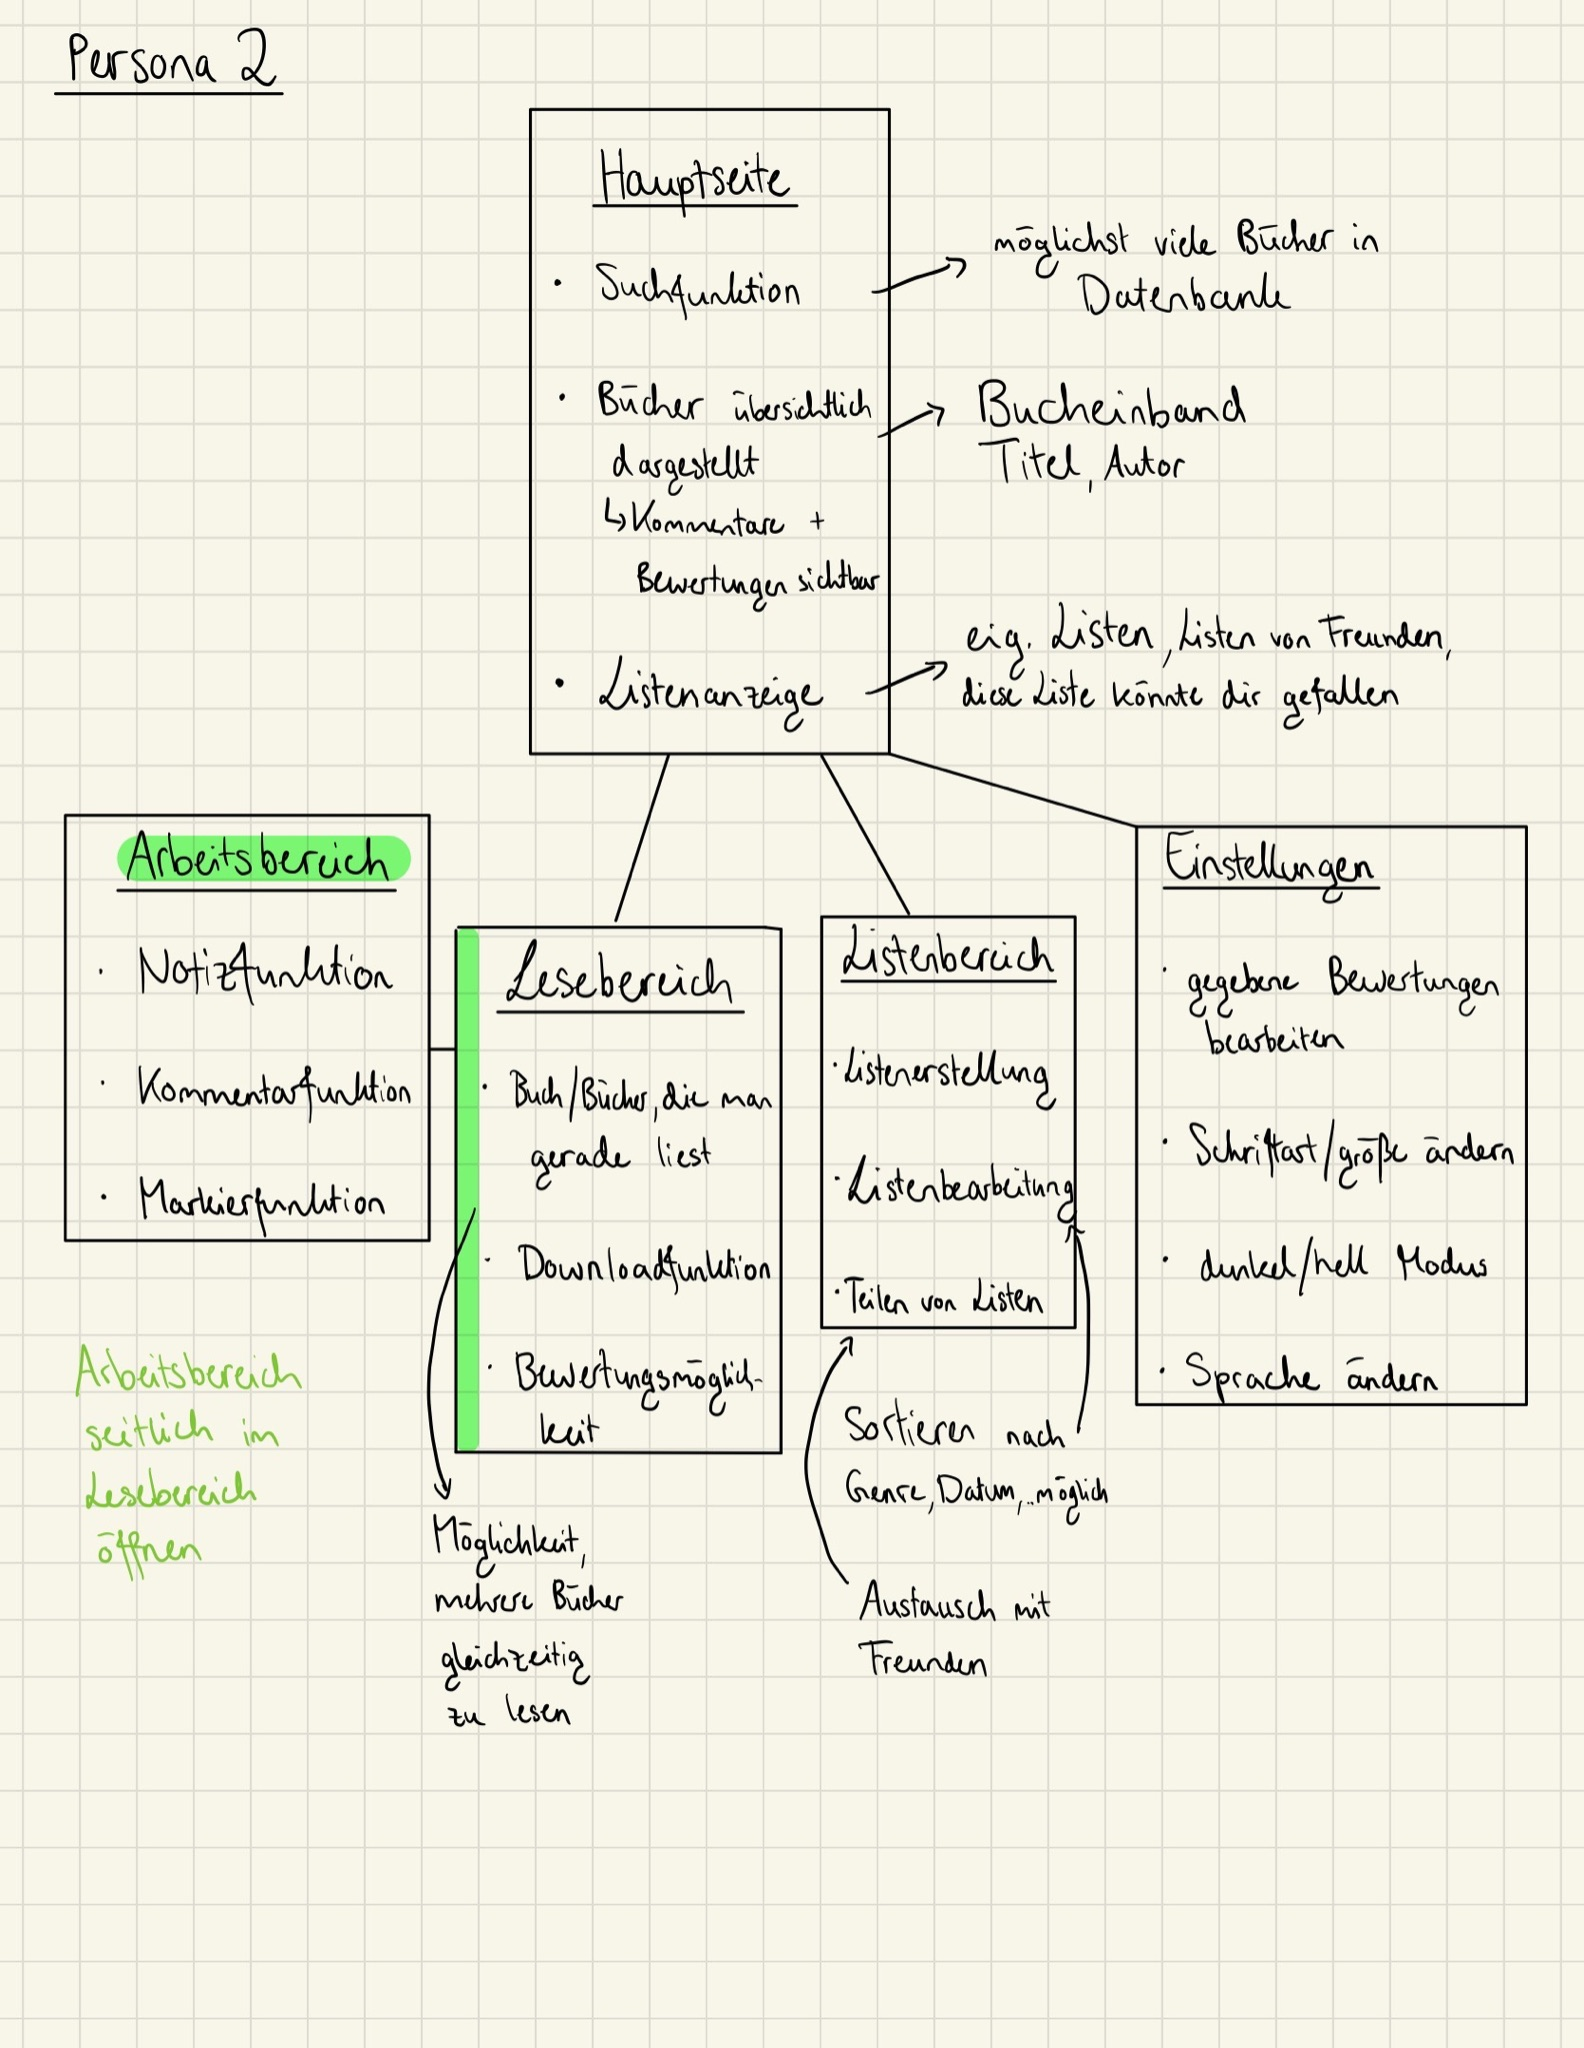 Persona 2
Hauptseite
• Suchfunktion
möglichst viele Bücher in
Datenbank
• Bücher übersichtlich
dargestellt
↳ Kommentare +
Bewertungen sichtbar
Bucheinband
Titel, Autor
• Listenanzeige
eig. Listen, Listen von Freunden,
diese Liste könnte dir gefallen
Arbeitsbereich
• Notizfunktion
• Kommentarfunktion
• Markierfunktion
Arbeitsbereich
seitlich im
Lesebereich
öffnen
Lesebereich
• Buch/Bücher, die man
gerade liest
• Downloadfunktion
• Bewertungsmöglich-
keit
Möglichkeit,
mehrere Bücher
gleichzeitig
zu lesen
Listenbereich
• Listenerstellung
• Listenbearbeitung
• Teilen von Listen
Sortieren nach
Genre, Datum,.. möglich
Austausch mit
Freunden
Einstellungen
• gegebene Bewertungen
bearbeiten
• Schriftart/größe ändern
• dunkel/hell Modus
• Sprache ändern